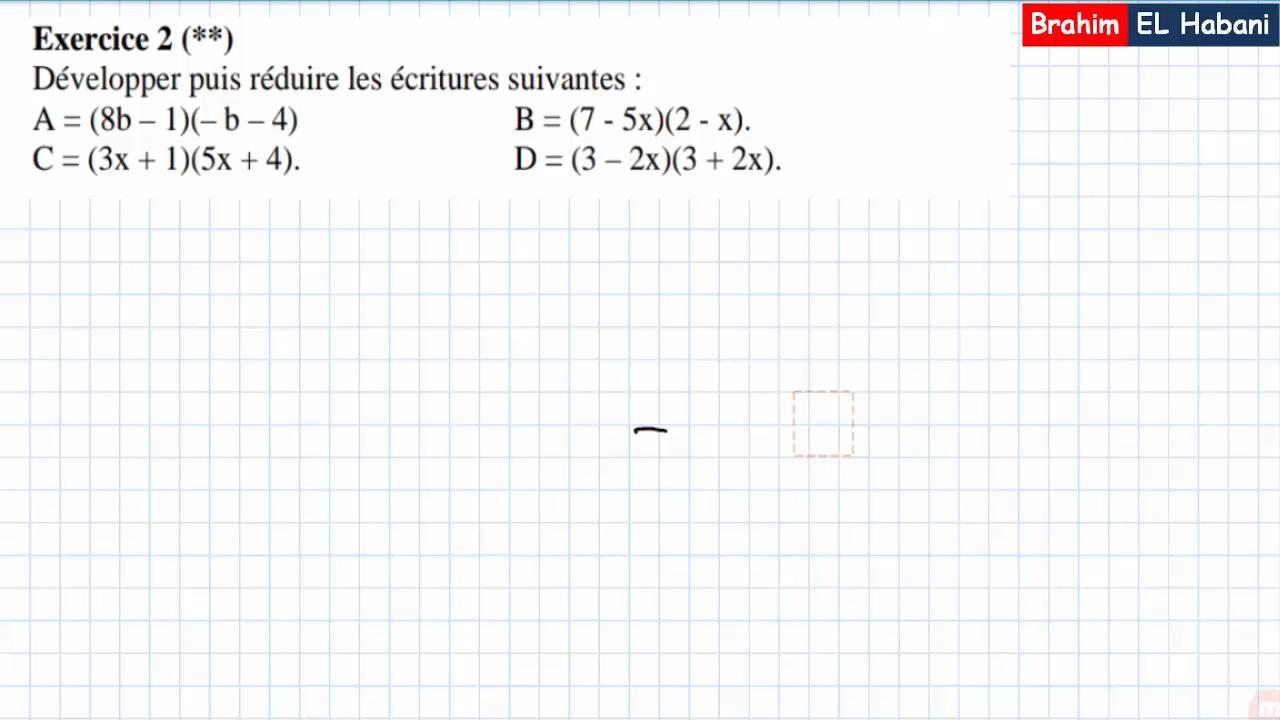 Brahim EL Habani
Exercice 2 (**)
Développer puis réduire les écritures suivantes :
A = (8b – 1)(– b – 4) B = (7 - 5x)(2 - x).
C = (3x + 1)(5x + 4). D = (3 – 2x)(3 + 2x).